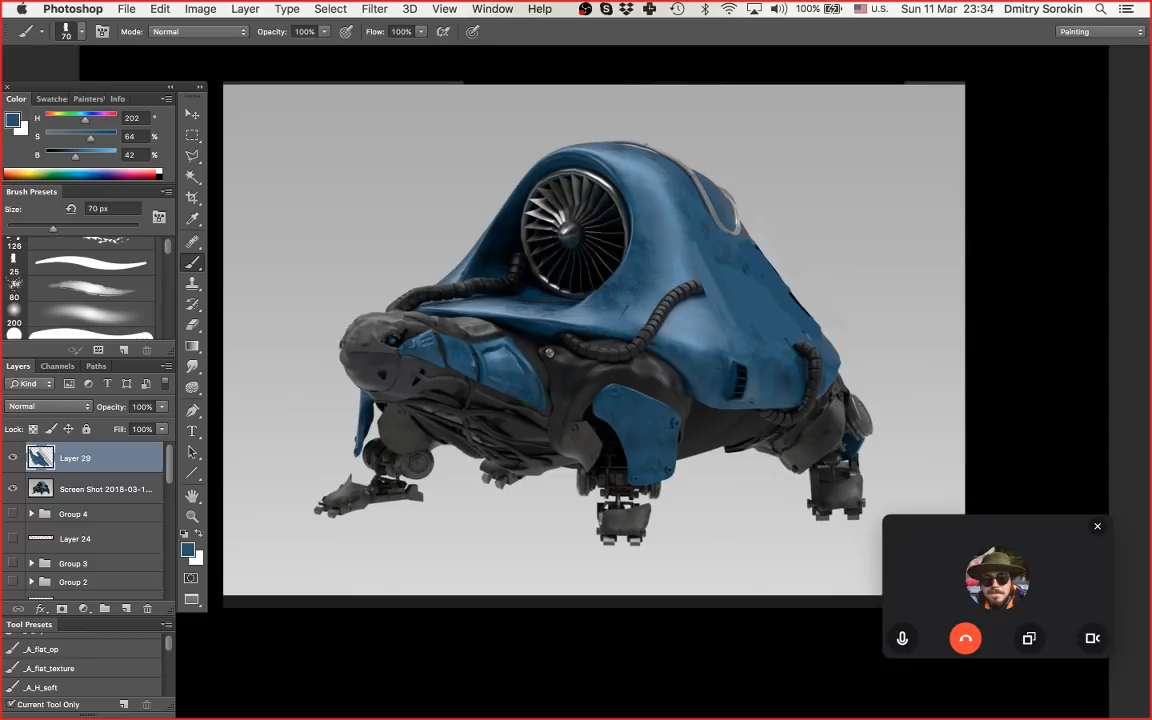 Photoshop File Edit Image Layer Type Select Filter 3D View Window Help 100% U.S. Sun 11 Mar 23:34 Dmitry Sorokin
70 Mode: Normal Opacity: 100% Flow: 100% Painting
Color Swatche Painters' Info
H 202 °
S 64 %
B 42 %
Brush Presets
Size: 70 px
126
25
80
200
Layers Channels Paths
Kind
Normal Opacity: 100%
Lock: Fill: 100%
Layer 29
Screen Shot 2018-03-1...
Group 4
Layer 24
Group 3
Group 2
fx
Tool Presets
_A_flat_op
_A_flat_texture
_A_H_soft
Current Tool Only